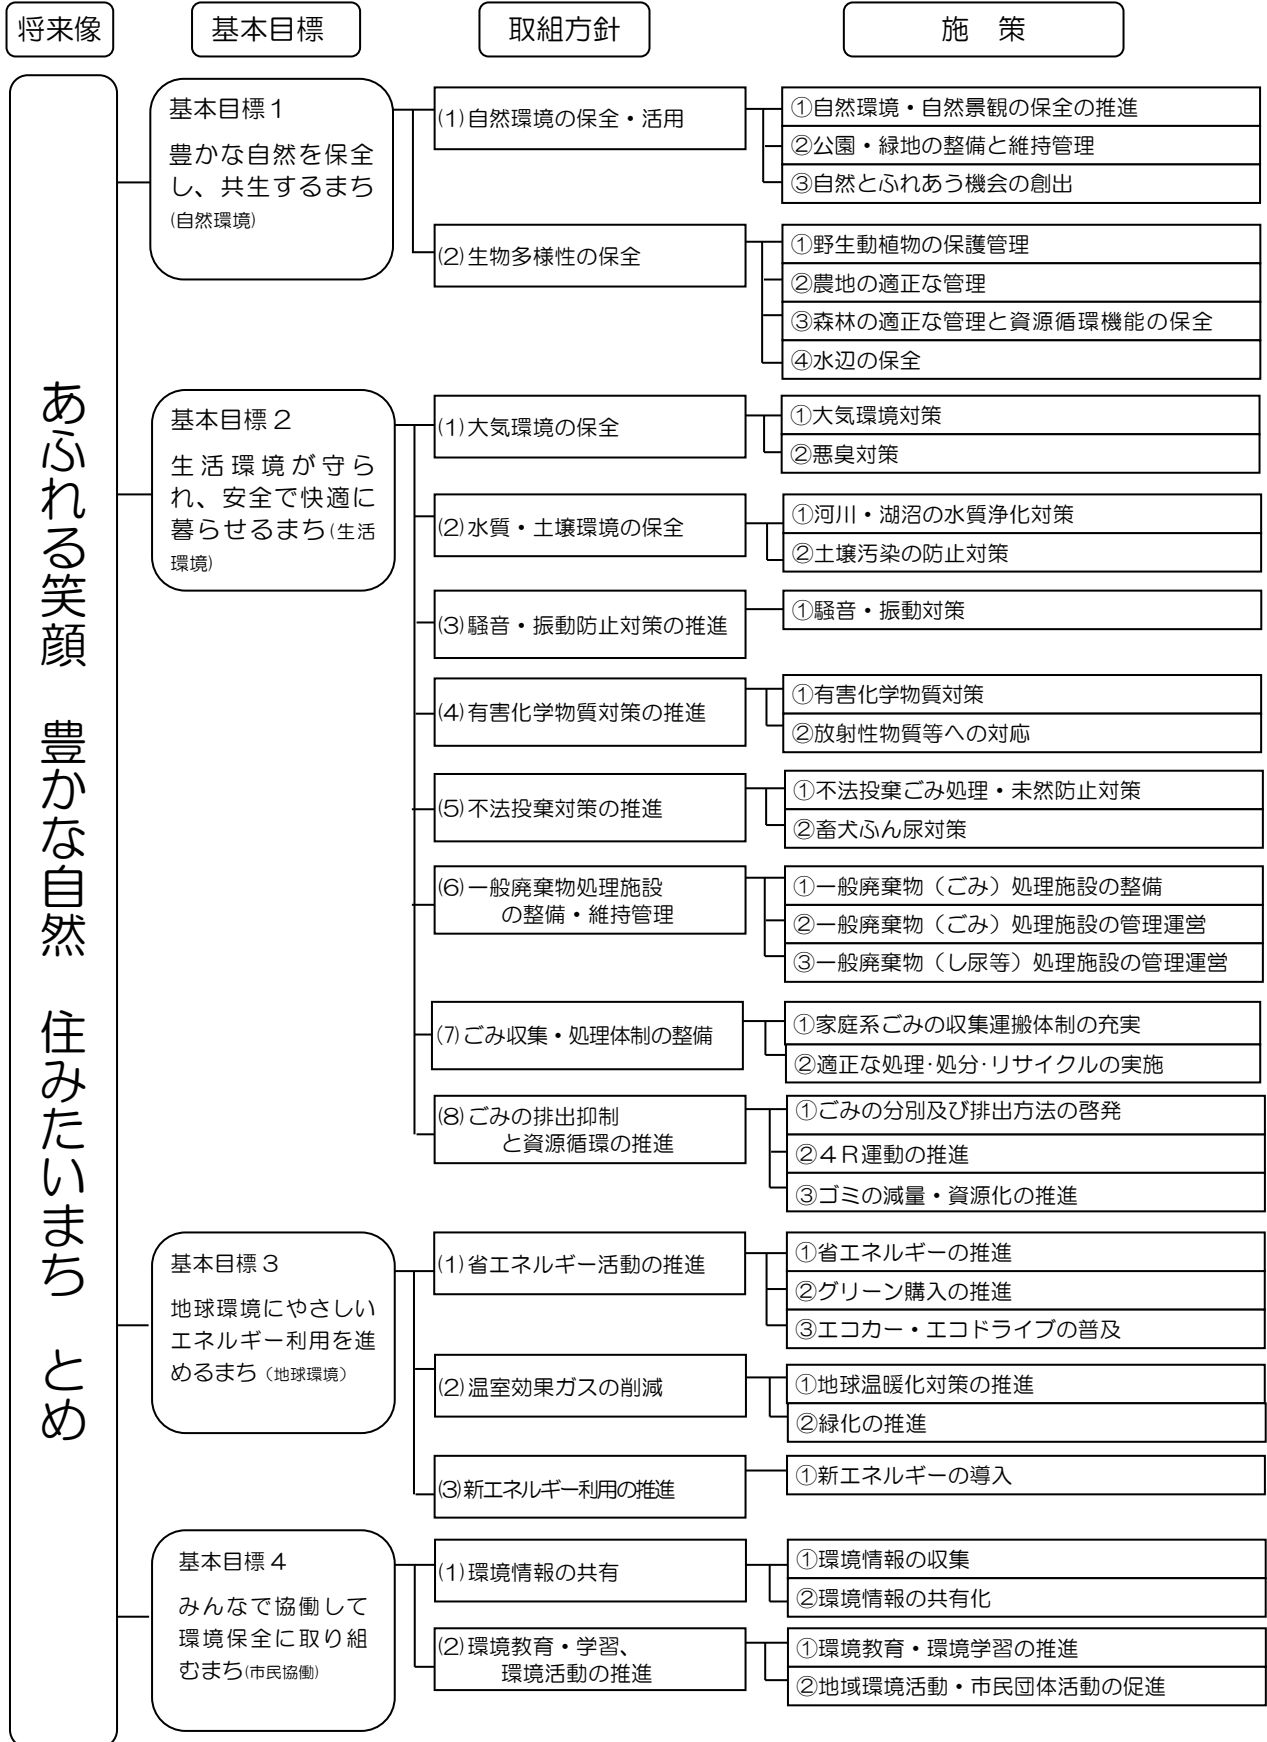 将来像
基本目標
取組方針
施　策
あふれる笑顔　豊かな自然　住みたいまち　とめ
基本目標１
豊かな自然を保全
し、共生するまち
(自然環境)
⑴自然環境の保全・活用
①自然環境・自然景観の保全の推進
②公園・緑地の整備と維持管理
③自然とふれあう機会の創出
⑵生物多様性の保全
①野生動植物の保護管理
②農地の適正な管理
③森林の適正な管理と資源循環機能の保全
④水辺の保全
基本目標２
生活環境が守ら
れ、安全で快適に
暮らせるまち(生活
環境)
⑴大気環境の保全
①大気環境対策
②悪臭対策
⑵水質・土壌環境の保全
①河川・湖沼の水質浄化対策
②土壌汚染の防止対策
⑶騒音・振動防止対策の推進
①騒音・振動対策
⑷有害化学物質対策の推進
①有害化学物質対策
②放射性物質等への対応
⑸不法投棄対策の推進
①不法投棄ごみ処理・未然防止対策
②畜犬ふん尿対策
⑹一般廃棄物処理施設
の整備・維持管理
①一般廃棄物（ごみ）処理施設の整備
②一般廃棄物（ごみ）処理施設の管理運営
③一般廃棄物（し尿等）処理施設の管理運営
⑺ごみ収集・処理体制の整備
①家庭系ごみの収集運搬体制の充実
②適正な処理･処分･リサイクルの実施
⑻ごみの排出抑制
と資源循環の推進
①ごみの分別及び排出方法の啓発
②４Ｒ運動の推進
③ゴミの減量・資源化の推進
基本目標３
地球環境にやさしい
エネルギー利用を進
めるまち（地球環境）
⑴省エネルギー活動の推進
①省エネルギーの推進
②グリーン購入の推進
③エコカー・エコドライブの普及
⑵温室効果ガスの削減
①地球温暖化対策の推進
②緑化の推進
⑶新エネルギー利用の推進
①新エネルギーの導入
基本目標４
みんなで協働して
環境保全に取り組
むまち(市民協働)
⑴環境情報の共有
①環境情報の収集
②環境情報の共有化
⑵環境教育・学習、
環境活動の推進
①環境教育・環境学習の推進
②地域環境活動・市民団体活動の促進